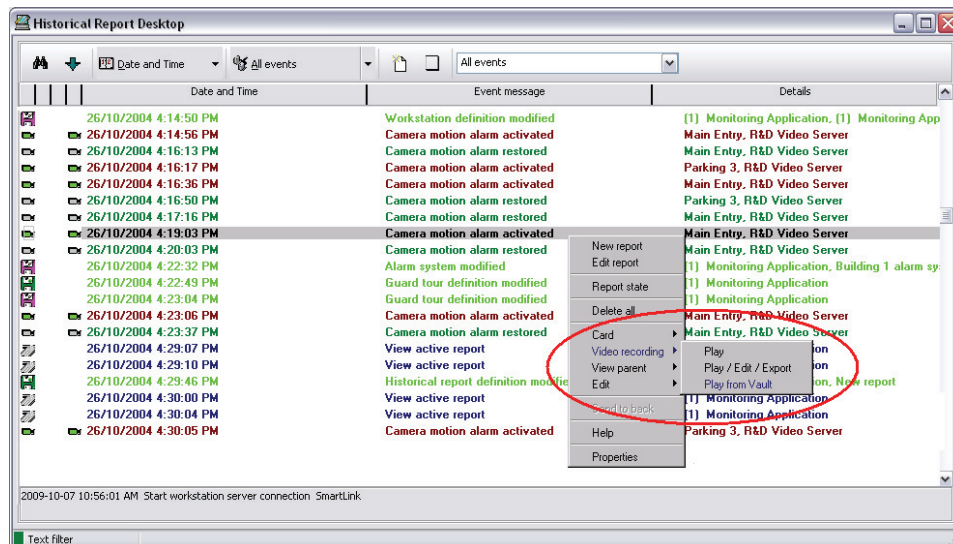 Historical Report Desktop
Date and Time All events All events
Date and Time Event message Details
26/10/2004 4:14:50 PM Workstation definition modified (1) Monitoring Application, (1) Monitoring App
26/10/2004 4:14:56 PM Camera motion alarm activated Main Entry, R&D Video Server
26/10/2004 4:16:13 PM Camera motion alarm restored Main Entry, R&D Video Server
26/10/2004 4:16:17 PM Camera motion alarm activated Parking 3, R&D Video Server
26/10/2004 4:16:36 PM Camera motion alarm activated Main Entry, R&D Video Server
26/10/2004 4:16:50 PM Camera motion alarm restored Parking 3, R&D Video Server
26/10/2004 4:17:16 PM Camera motion alarm restored Main Entry, R&D Video Server
26/10/2004 4:19:03 PM Camera motion alarm activated Main Entry, R&D Video Server
26/10/2004 4:20:03 PM Camera motion alarm restored Main Entry, R&D Video Server
26/10/2004 4:22:32 PM Alarm system modified (1) Monitoring Application, Building 1 alarm sy
26/10/2004 4:22:49 PM Guard tour definition modified (1) Monitoring Application
26/10/2004 4:23:04 PM Guard tour definition modified (1) Monitoring Application
26/10/2004 4:23:06 PM Camera motion alarm activated Main Entry, R&D Video Server
26/10/2004 4:23:37 PM Camera motion alarm restored Main Entry, R&D Video Server
26/10/2004 4:29:07 PM View active report
26/10/2004 4:29:10 PM View active report
26/10/2004 4:29:46 PM Historical report definition modifie New report
26/10/2004 4:30:00 PM View active report (1) Monitoring Application
26/10/2004 4:30:04 PM View active report (1) Monitoring Application
26/10/2004 4:30:05 PM Camera motion alarm activated Parking 3, R&D Video Server
New report
Edit report
Report state
Delete all
Card
Video recording
View parent
Edit
Send to back
Help
Properties
Play
Play / Edit / Export
Play from Vault
2009-10-07 10:56:01 AM Start workstation server connection SmartLink
Text filter